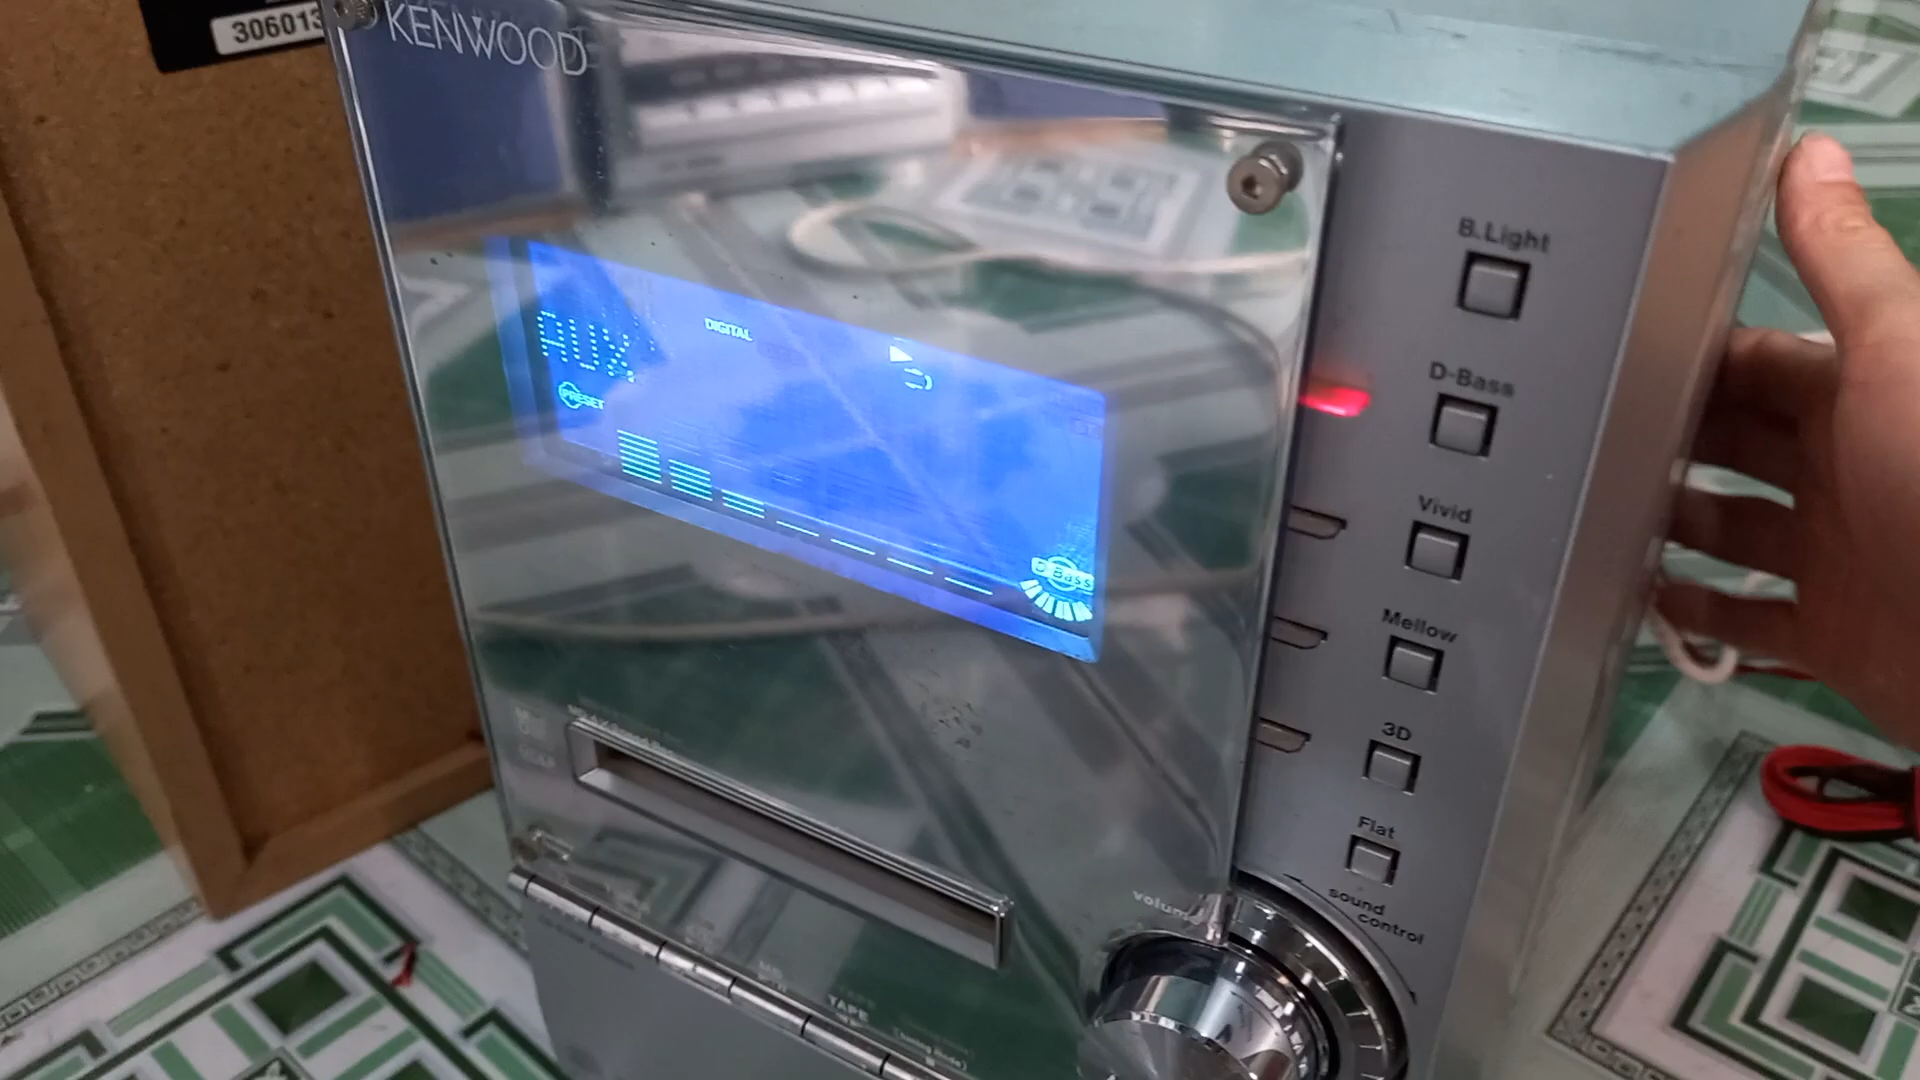 306013
KENWOOD
B.Light
AUX
DIGITAL
PRESET
D-Bass
D-Bass
Vivid
Mellow
3D
Flat
sound
control
volume
TAPE